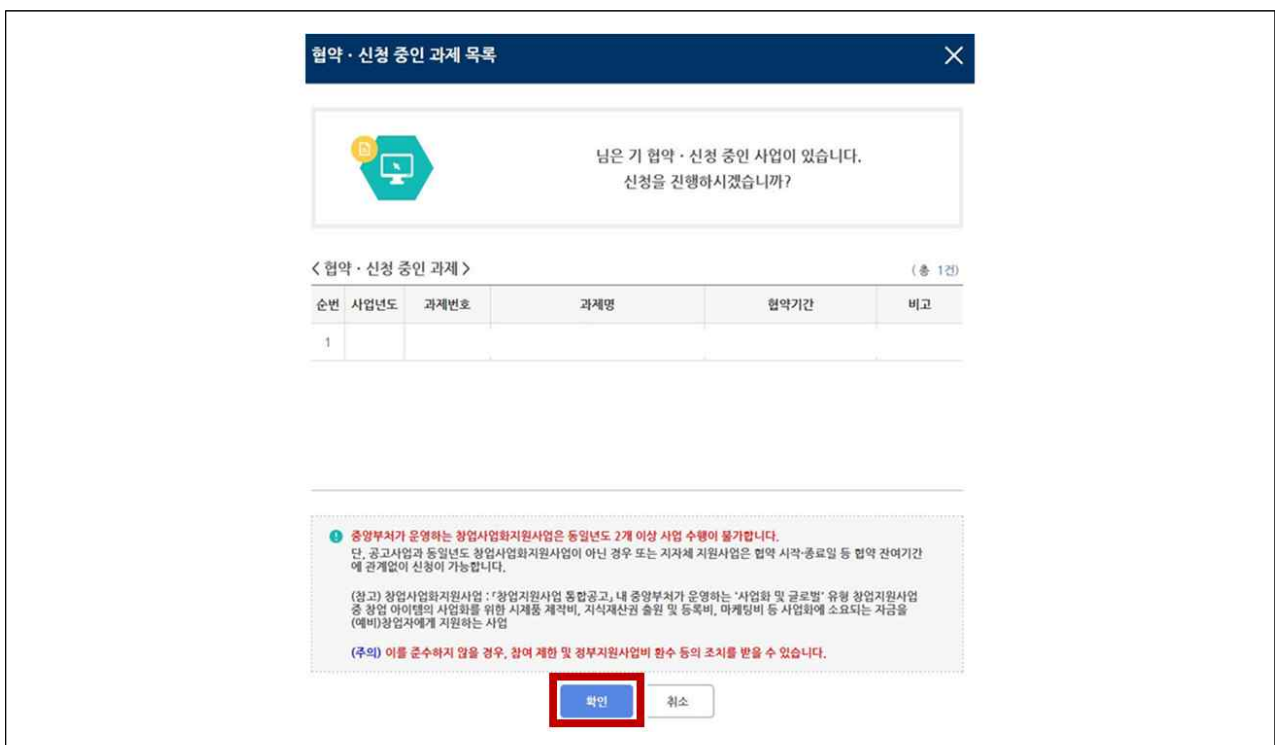 협약 · 신청 중인 과제 목록
님은 기 협약 · 신청 중인 사업이 있습니다.
신청을 진행하시겠습니까?
< 협약 · 신청 중인 과제 >
( 총 1건)
순번 사업년도 과제번호 과제명 협약기간 비고
1
중앙부처가 운영하는 창업사업화지원사업은 동일년도 2개 이상 사업 수행이 불가합니다.
단, 공고사업과 동일년도 창업사업화지원사업이 아닌 경우 또는 지자체 지원사업은 협약 시작·종료일 등 협약 잔여기간
에 관계없이 신청이 가능합니다.
(참고) 창업사업화지원사업 : 「창업지원사업 통합공고」 내 중앙부처가 운영하는 '사업화 및 글로벌' 유형 창업지원사업
중 창업 아이템의 사업화를 위한 시제품 제작비, 지식재산권 출원 및 등록비, 마케팅비 등 사업화에 소요되는 자금을
(예비)창업자에게 지원하는 사업
(주의) 이를 준수하지 않을 경우, 참여 제한 및 정부지원사업비 환수 등의 조치를 받을 수 있습니다.
확인 취소